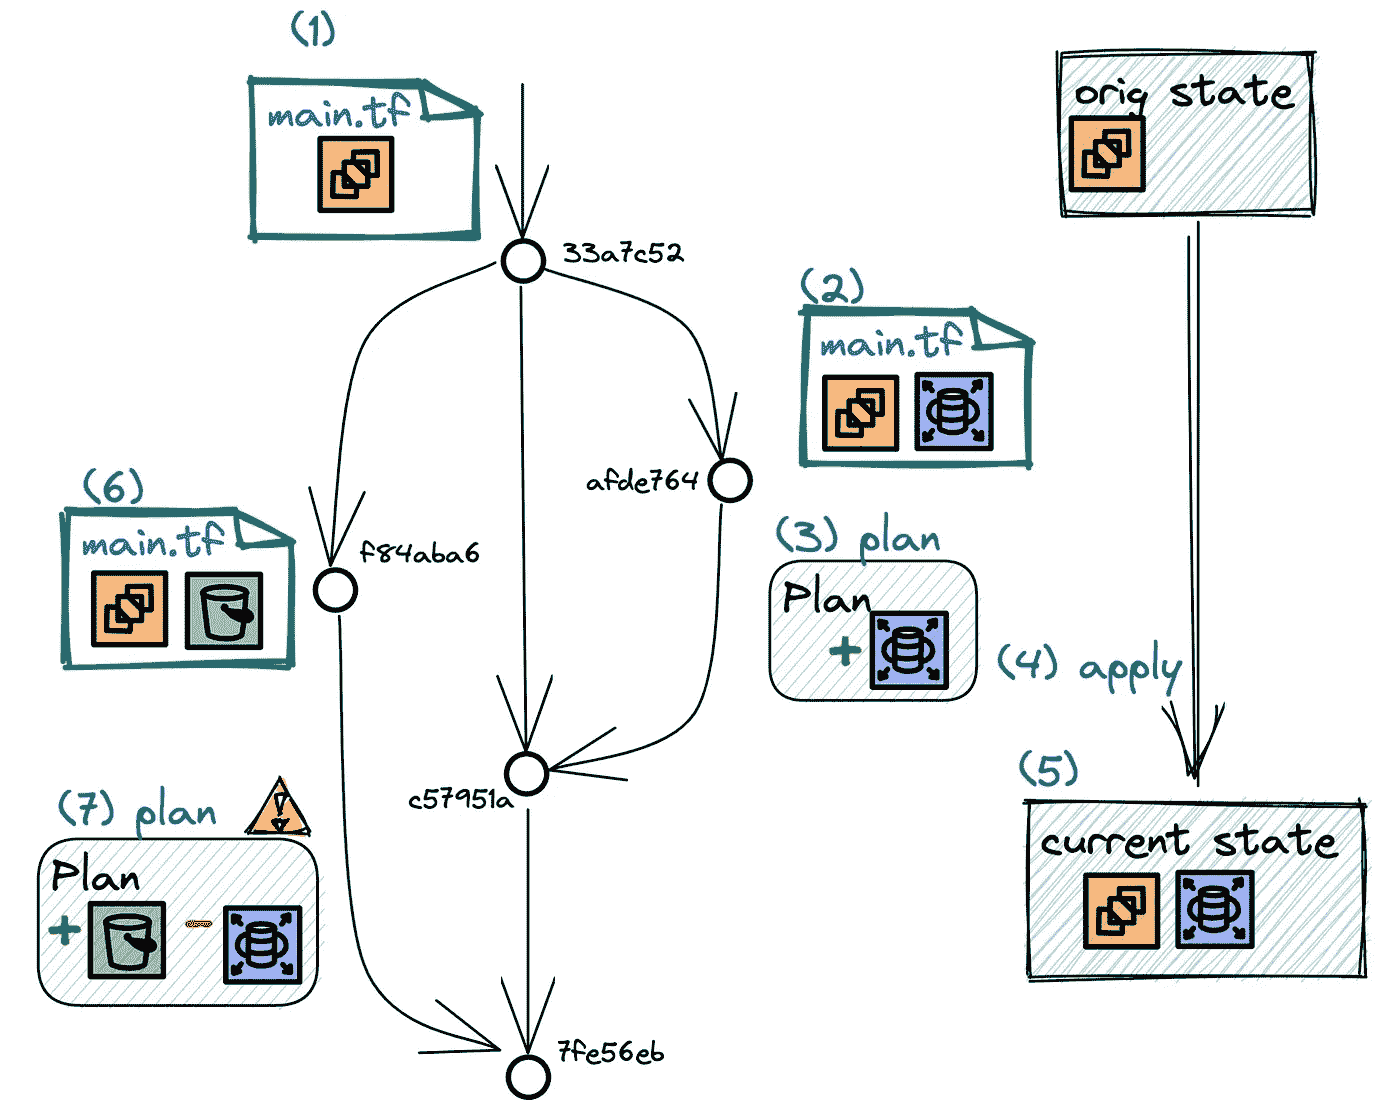 (1)
main.tf
orig state
33a7c52
(2)
main.tf
afde764
(6)
main.tf
f84aba6
(3) plan
Plan
+
(4) apply
(5)
current state
c57951a
(7) plan
!
Plan
+ -
7fe56eb